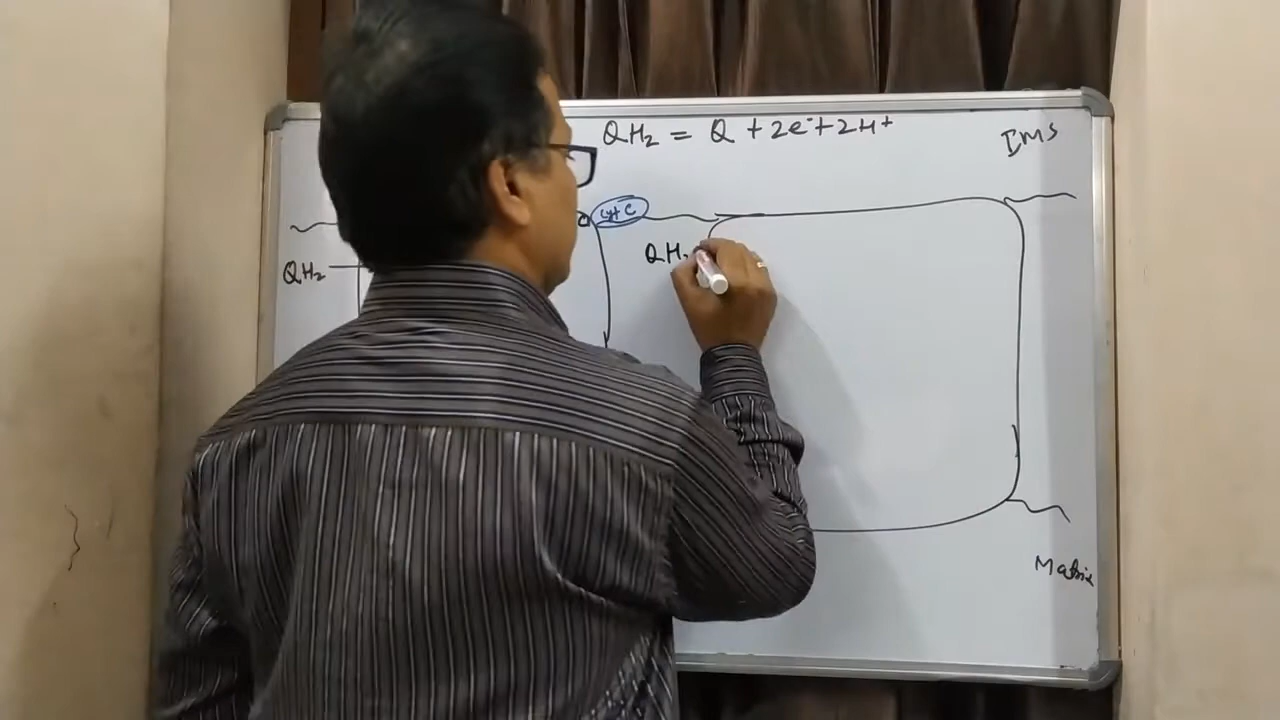 QH₂ = Q + 2e⁻ + 2H⁺
IMS
Cyt C
QH₂
QH₂
Matrix